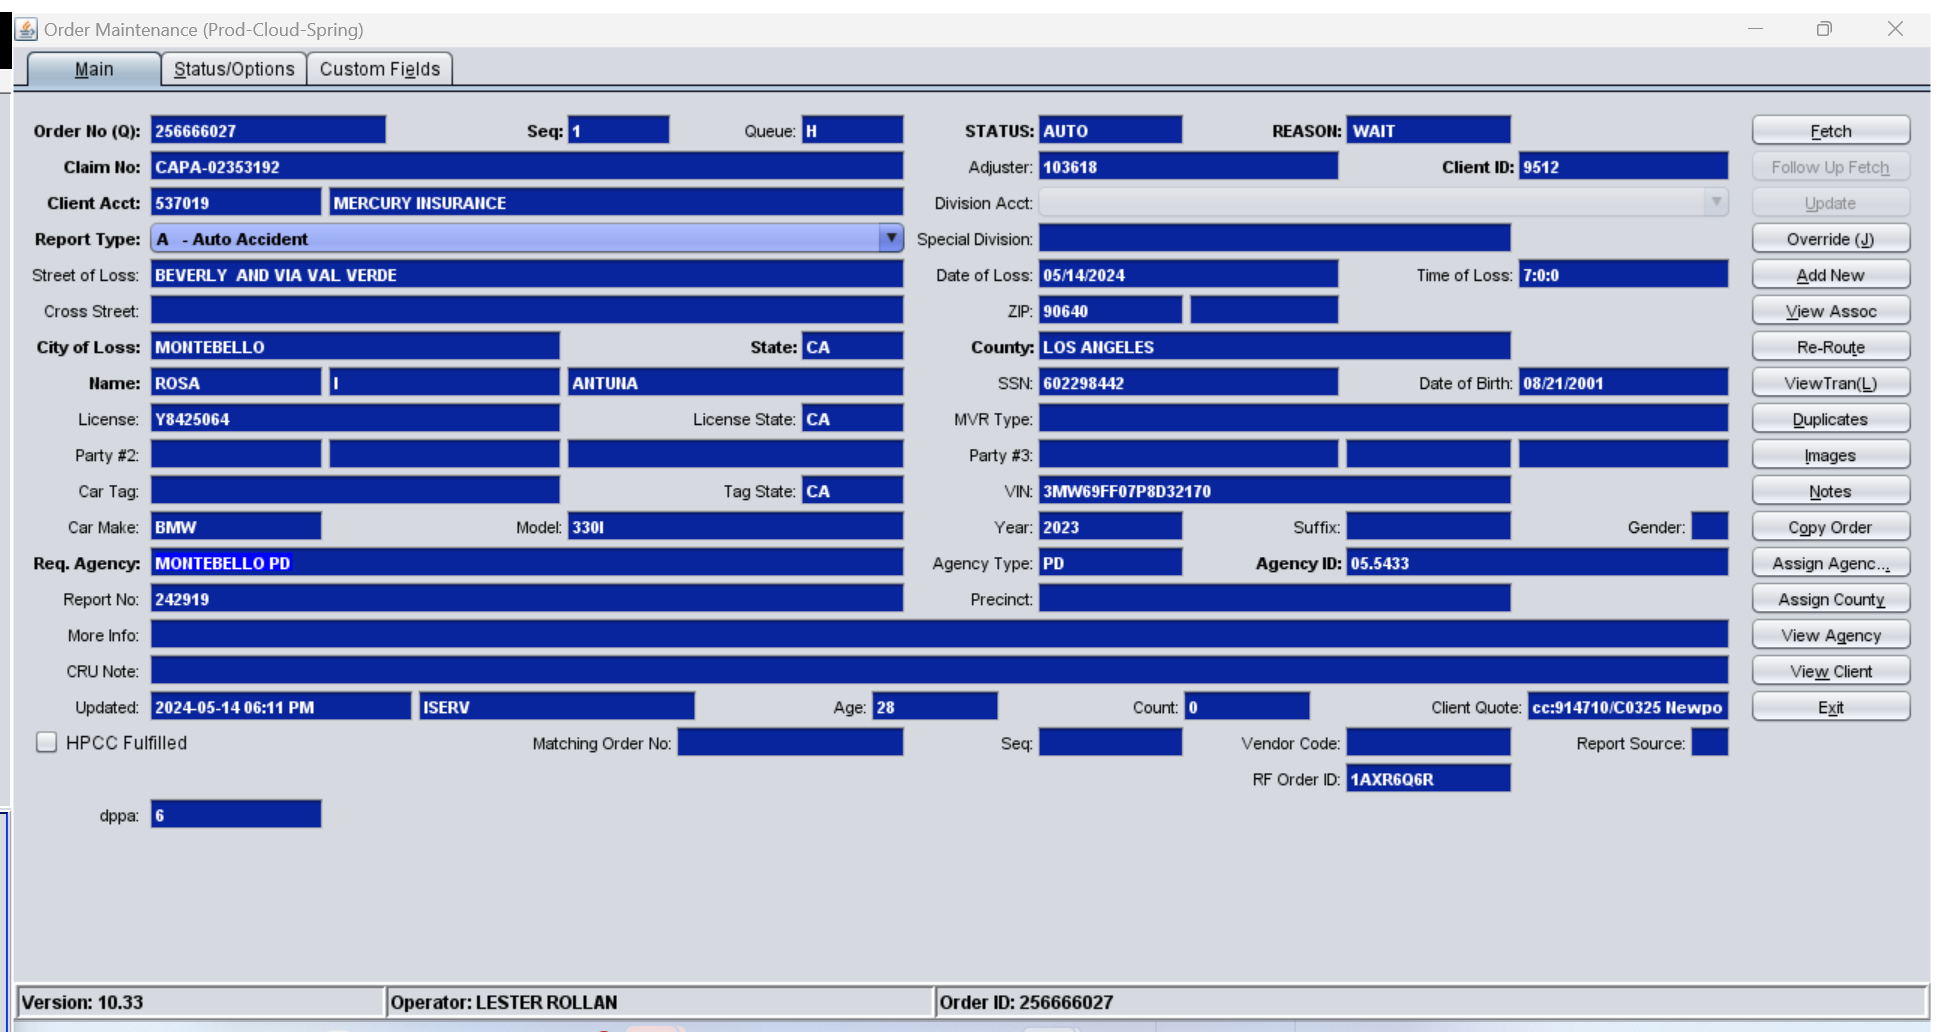 Order Maintenance (Prod-Cloud-Spring)
Main Status/Options Custom Fields
Order No (Q): 256666027 Seq: 1 Queue: H STATUS: AUTO REASON: WAIT Fetch
Claim No: CAPA-02353192 Adjuster: 103618 Client ID: 9512 Follow Up Fetch
Client Acct: 537019 MERCURY INSURANCE Division Acct: Update
Report Type: A - Auto Accident Special Division: Override (J)
Street of Loss: BEVERLY AND VIA VAL VERDE Date of Loss: 05/14/2024 Time of Loss: 7:0:0 Add New
Cross Street: ZIP: 90640 View Assoc
City of Loss: MONTEBELLO State: CA County: LOS ANGELES Re-Route
Name: ROSA I ANTUNA SSN: 602298442 Date of Birth: 08/21/2001 ViewTran(L)
License: Y8425064 License State: CA MVR Type: Duplicates
Party #2: Party #3: Images
Car Tag: Tag State: CA VIN: 3MW69FF07P8D32170 Notes
Car Make: BMW Model: 330I Year: 2023 Suffix: Gender: Copy Order
Req. Agency: MONTEBELLO PD Agency Type: PD Agency ID: 05.5433 Assign Agenc...
Report No: 242919 Precinct: Assign County
More Info: View Agency
CRU Note: View Client
Updated: 2024-05-14 06:11 PM ISERV Age: 28 Count: 0 Client Quote: cc:914710/C0325 Newpo Exit
HPCC Fulfilled Matching Order No: Seq: Vendor Code: Report Source:
RF Order ID: 1AXR6Q6R
dppa: 6
Version: 10.33 Operator: LESTER ROLLAN Order ID: 256666027